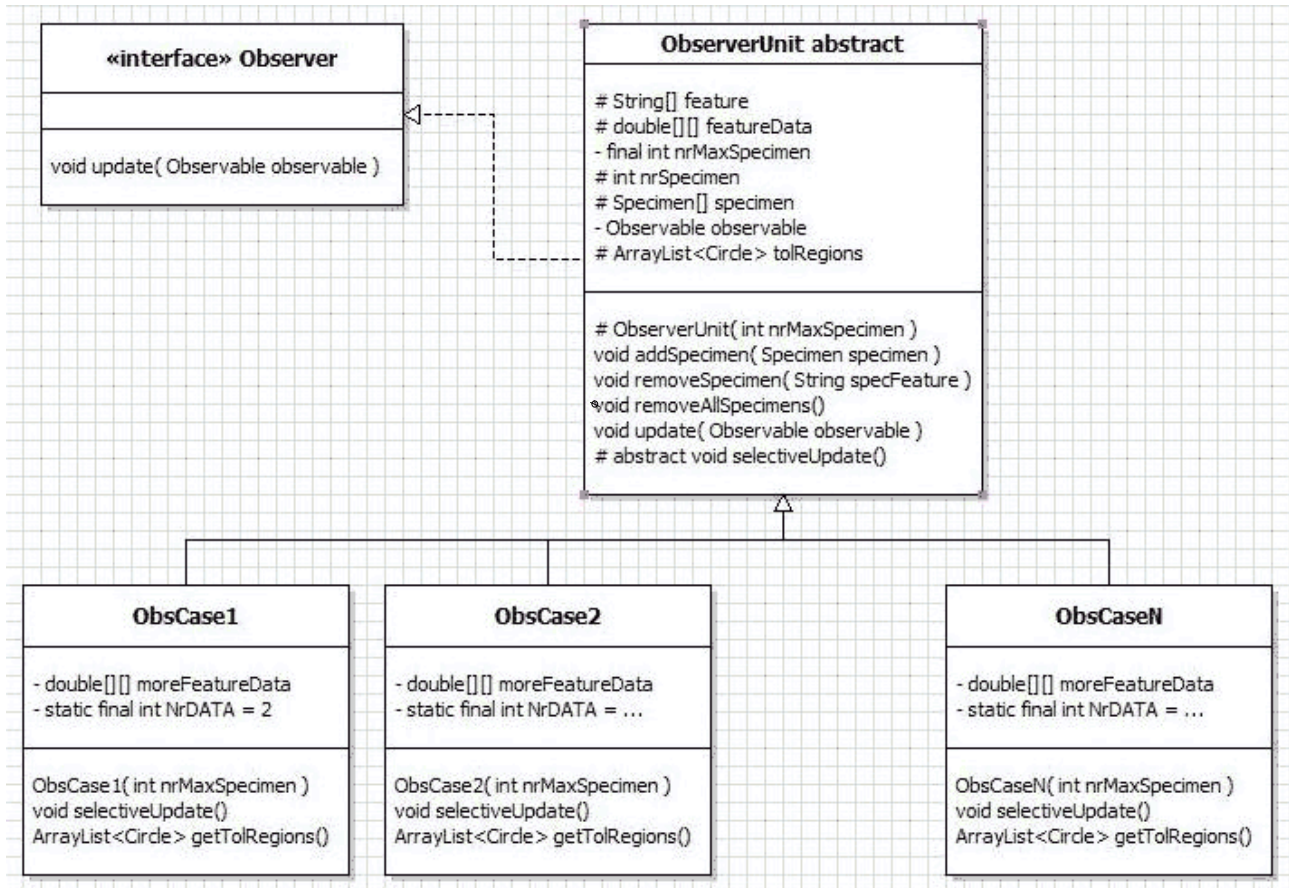 «interface» Observer
void update( Observable observable )
ObserverUnit abstract
# String[] feature
# double[][] featureData
- final int nrMaxSpecimen
# int nrSpecimen
# Specimen[] specimen
- Observable observable
# ArrayList<Circle> tolRegions
# ObserverUnit( int nrMaxSpecimen )
void addSpecimen( Specimen specimen )
void removeSpecimen( String specFeature )
void removeAllSpecimens()
void update( Observable observable )
# abstract void selectiveUpdate()
ObsCase1
- double[][] moreFeatureData
- static final int NrDATA = 2
ObsCase1( int nrMaxSpecimen )
void selectiveUpdate()
ArrayList<Circle> getTolRegions()
ObsCase2
- double[][] moreFeatureData
- static final int NrDATA = ...
ObsCase2( int nrMaxSpecimen )
void selectiveUpdate()
ArrayList<Circle> getTolRegions()
ObsCaseN
- double[][] moreFeatureData
- static final int NrDATA = ...
ObsCaseN( int nrMaxSpecimen )
void selectiveUpdate()
ArrayList<Circle> getTolRegions()